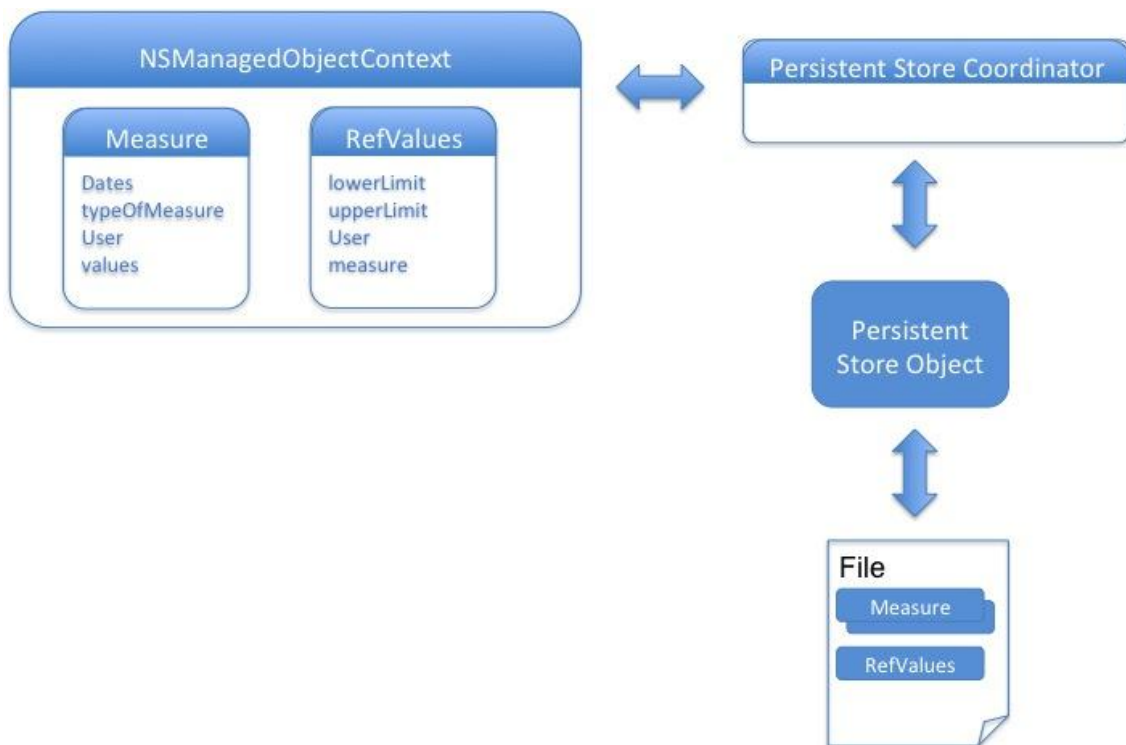 NSManagedObjectContext
Measure
Dates
typeOfMeasure
User
values
RefValues
lowerLimit
upperLimit
User
measure
Persistent Store Coordinator
Persistent
Store Object
File
Measure
RefValues